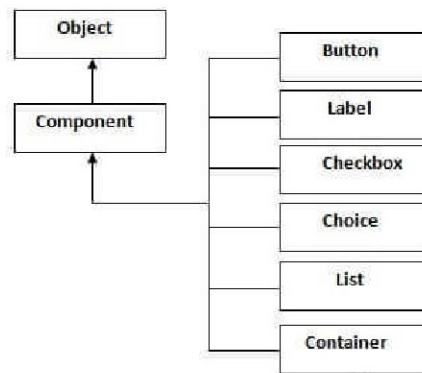 Object
Component
Button
Label
Checkbox
Choice
List
Container